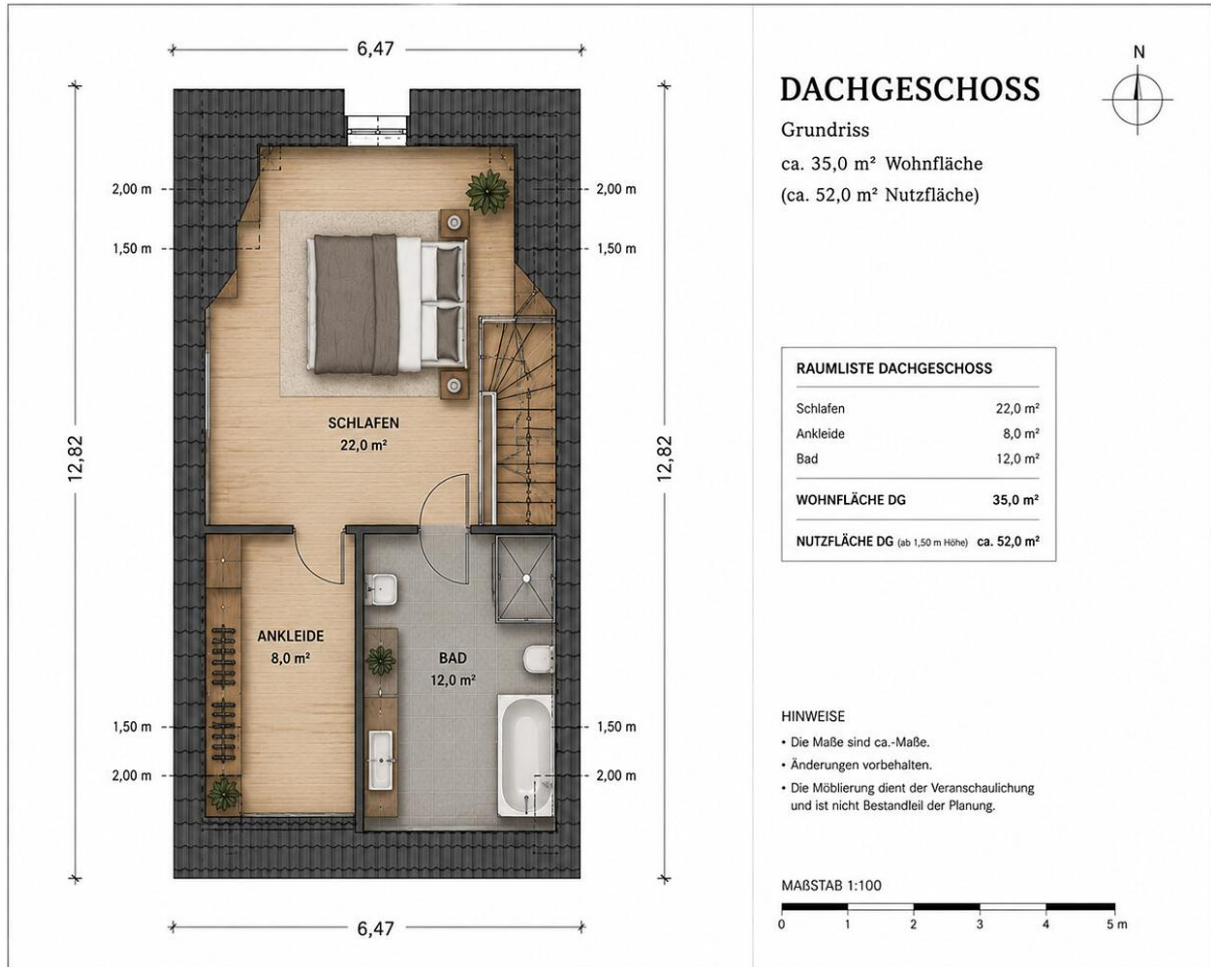 6,47
N
DACHGESCHOSS
Grundriss
ca. 35,0 m² Wohnfläche
(ca. 52,0 m² Nutzfläche)
2,00 m
2,00 m
1,50 m
1,50 m
12,82
12,82
SCHLAFEN
22,0 m²
RAUMLISTE DACHGESCHOSS
Schlafen 22,0 m²
Ankleide 8,0 m²
Bad 12,0 m²
WOHNFLÄCHE DG 35,0 m²
NUTZFLÄCHE DG (ab 1,50 m Höhe) ca. 52,0 m²
ANKLEIDE
8,0 m²
BAD
12,0 m²
1,50 m
1,50 m
2,00 m
2,00 m
HINWEISE
• Die Maße sind ca.-Maße.
• Änderungen vorbehalten.
• Die Möblierung dient der Veranschaulichung
und ist nicht Bestandleil der Planung.
MAßSTAB 1:100
0 1 2 3 4 5 m
6,47